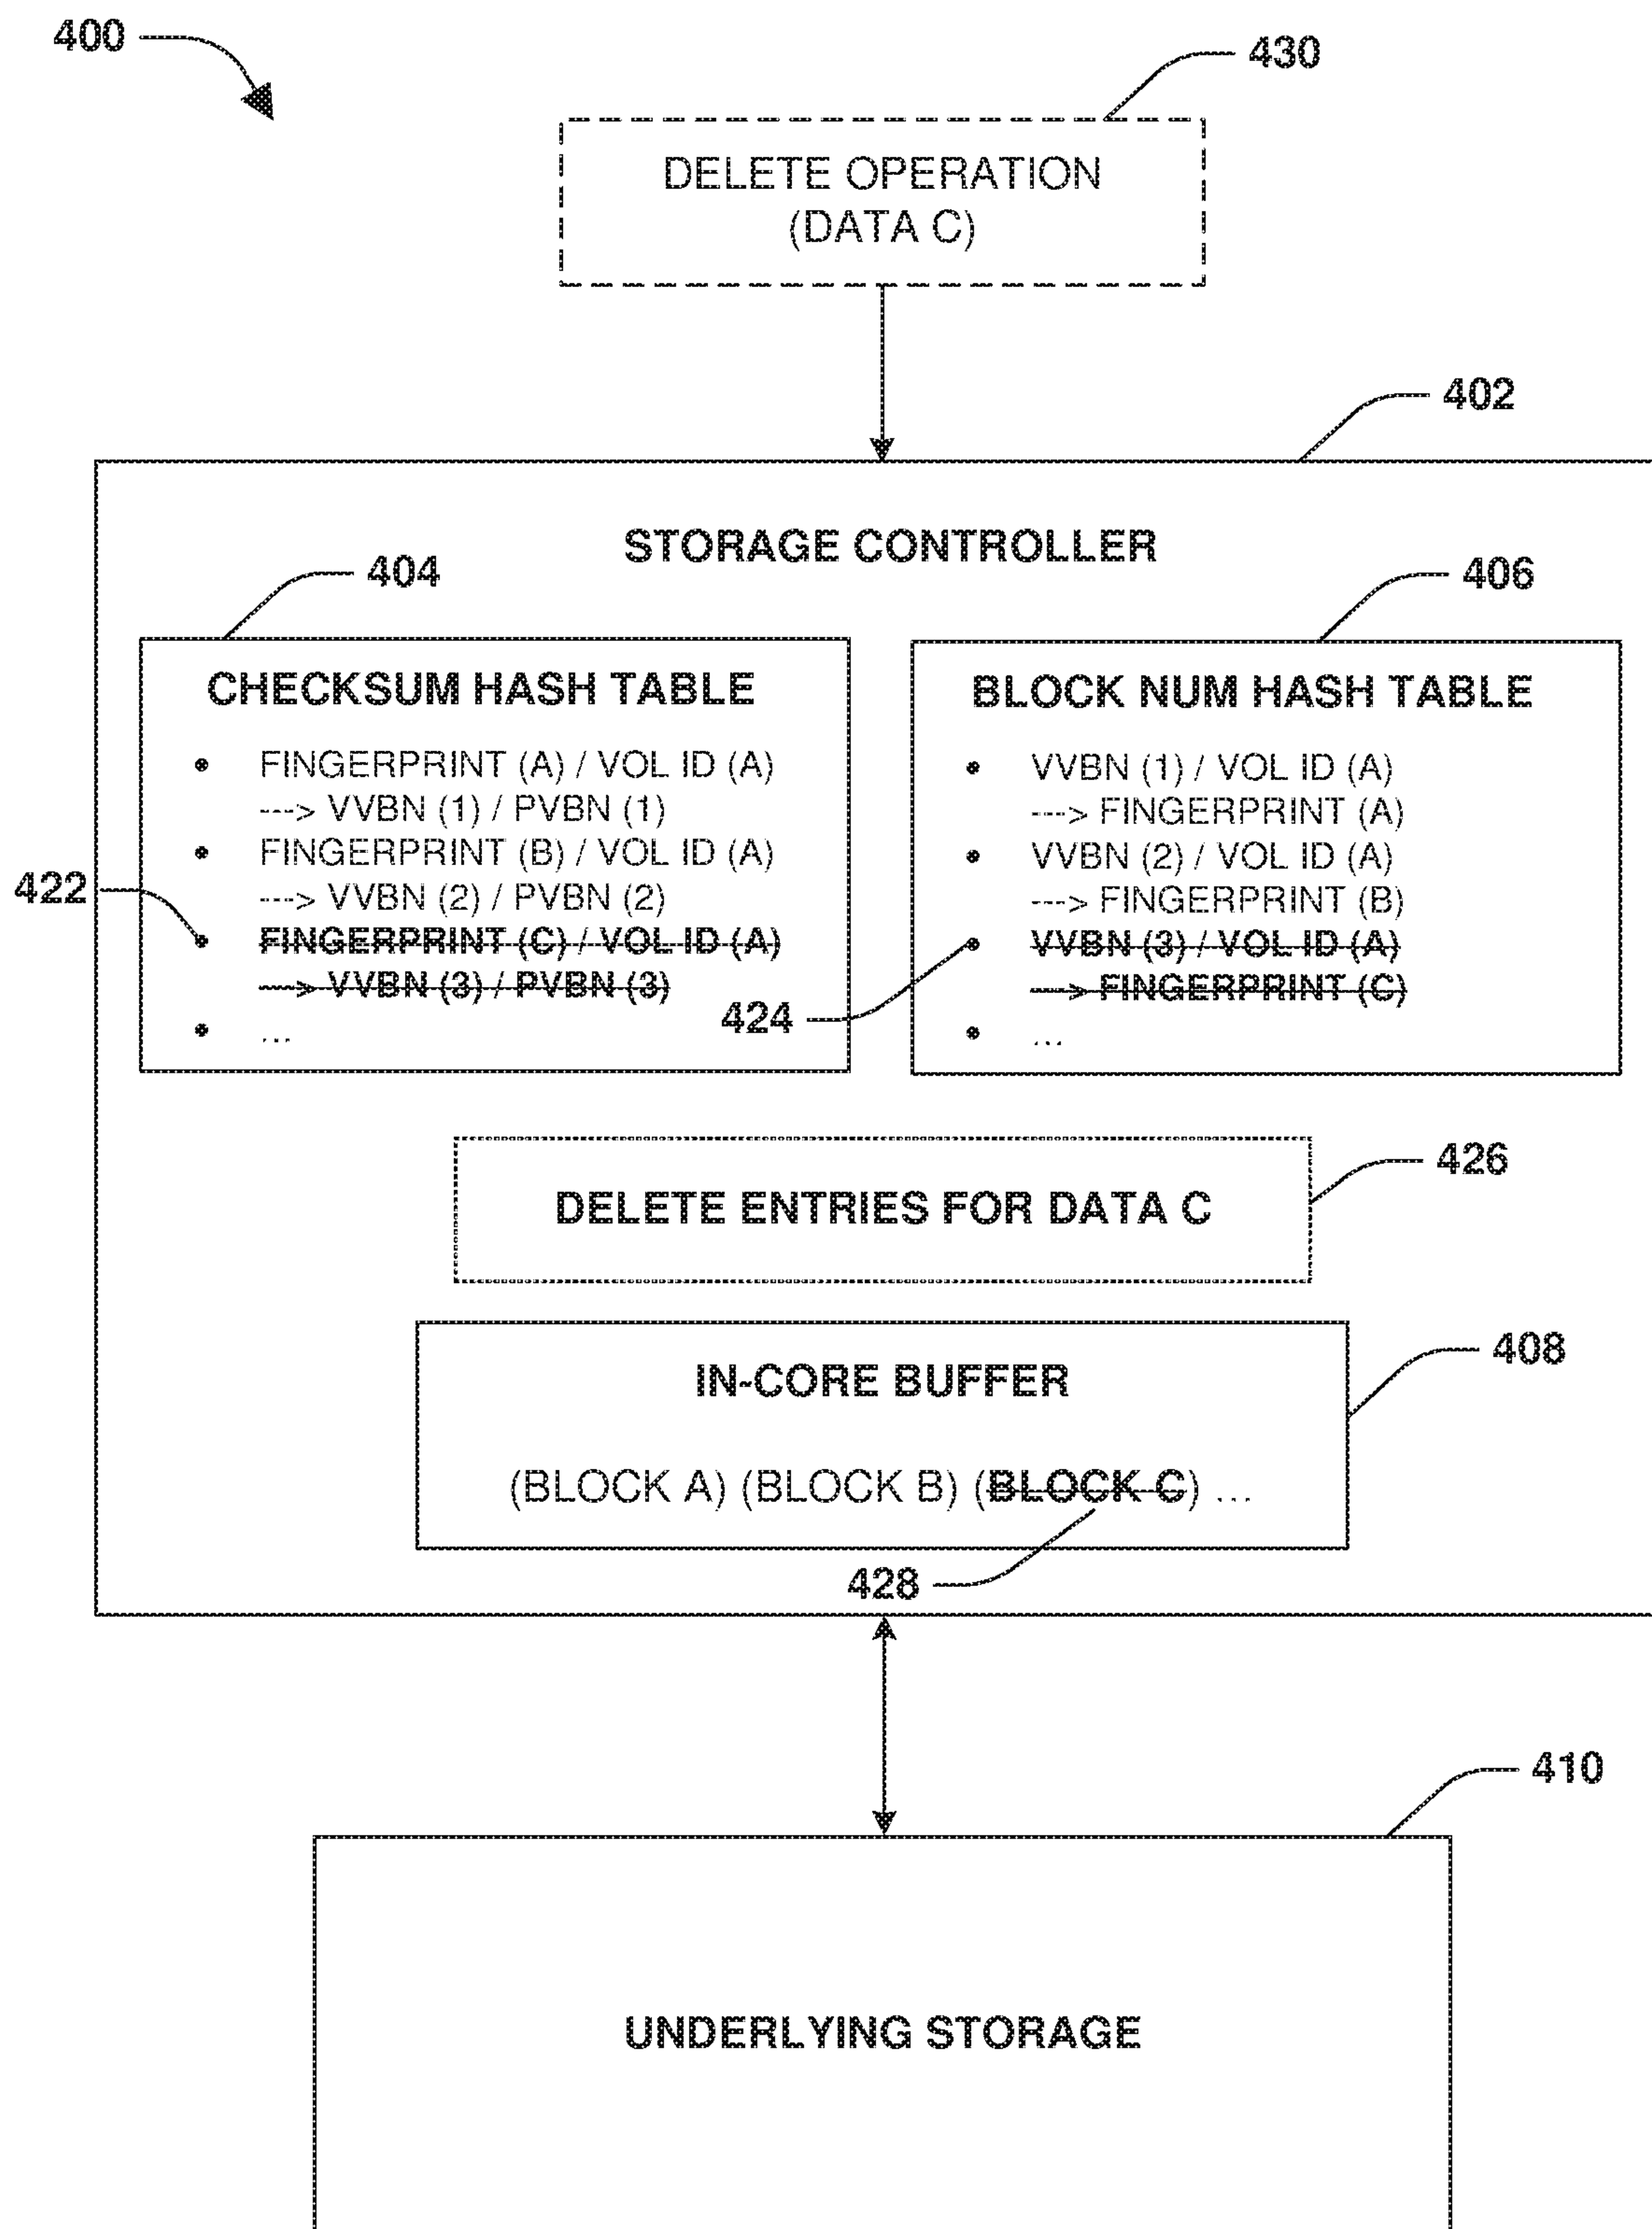 400
430
DELETE OPERATION
(DATA C)
402
STORAGE CONTROLLER
404
406
CHECKSUM HASH TABLE
• FINGERPRINT (A) / VOL ID (A)
---> VVBN (1) / PVBN (1)
• FINGERPRINT (B) / VOL ID (A)
---> VVBN (2) / PVBN (2)
422
• FINGERPRINT (C) / VOL ID (A)
---> VVBN (3) / PVBN (3)
• ...
BLOCK NUM HASH TABLE
• VVBN (1) / VOL ID (A)
---> FINGERPRINT (A)
• VVBN (2) / VOL ID (A)
---> FINGERPRINT (B)
• VVBN (3) / VOL ID (A)
---> FINGERPRINT (C)
424
• ...
426
DELETE ENTRIES FOR DATA C
408
IN-CORE BUFFER
(BLOCK A) (BLOCK B) (BLOCK C) ...
428
410
UNDERLYING STORAGE